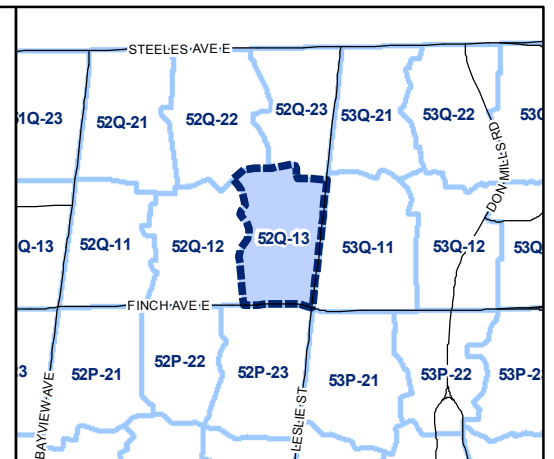 STEELES AVE E
1Q-23
52Q-21
52Q-22
52Q-23
53Q-21
53Q-22
53Q
DON MILLS RD
Q-13
52Q-11
52Q-12
52Q-13
53Q-11
53Q-12
53Q
FINCH AVE E
3
52P-21
52P-22
52P-23
53P-21
53P-22
53P-2
BAYVIEW AVE
LESLIE ST